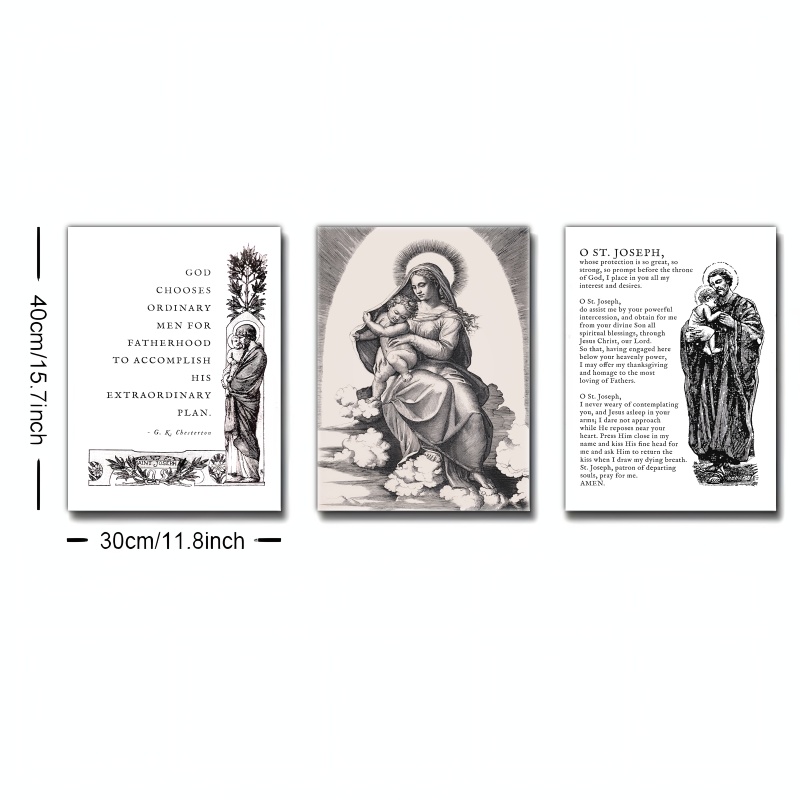 40cm/15.7inch
GOD
CHOOSES
ORDINARY
MEN FOR
FATHERHOOD
TO ACCOMPLISH
HIS
EXTRAORDINARY
PLAN.
- G. K. Chesterton
SAINT JOSEPH
30cm/11.8inch
O ST. JOSEPH,
whose protection is so great, so
strong, so prompt before the throne
of God, I place in you all my
interest and desires.
O St. Joseph,
do assist me by your powerful
intercession, and obtain for me
from your divine Son all
spiritual blessings, through
Jesus Christ, our Lord.
So that, having engaged here
below your heavenly power,
I may offer my thanksgiving
and homage to the most
loving of Fathers.
O St. Joseph,
I never weary of contemplating
you, and Jesus asleep in your
arms; I dare not approach
while He reposes near your
heart. Press Him close in my
name and kiss His fine head for
me and ask Him to return the
kiss when I draw my dying breath.
St. Joseph, patron of departing
souls, pray for me.
AMEN.